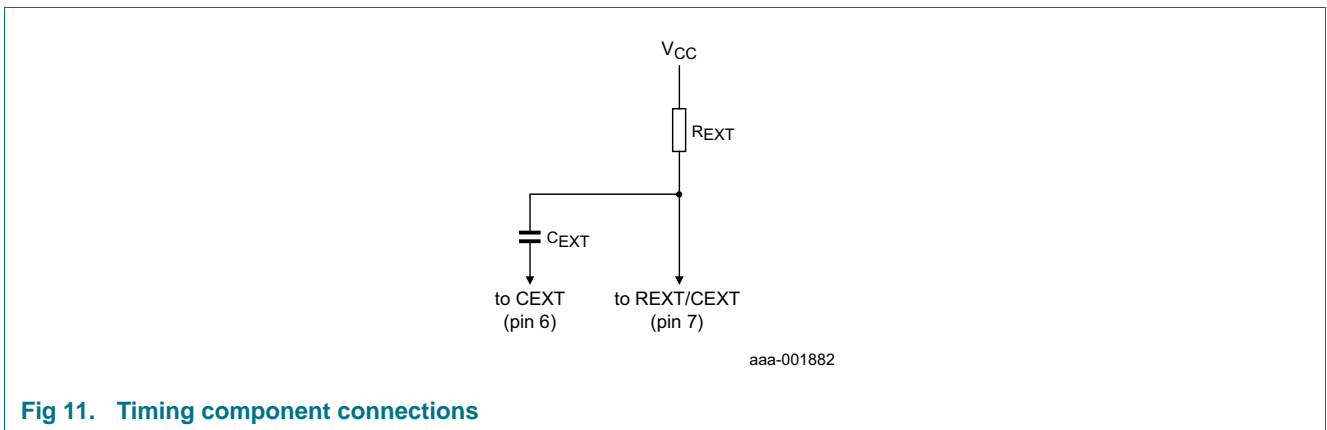 VCC
REXT
CEXT
to CEXT
(pin 6)
to REXT/CEXT
(pin 7)
aaa-001882
Fig 11. Timing component connections